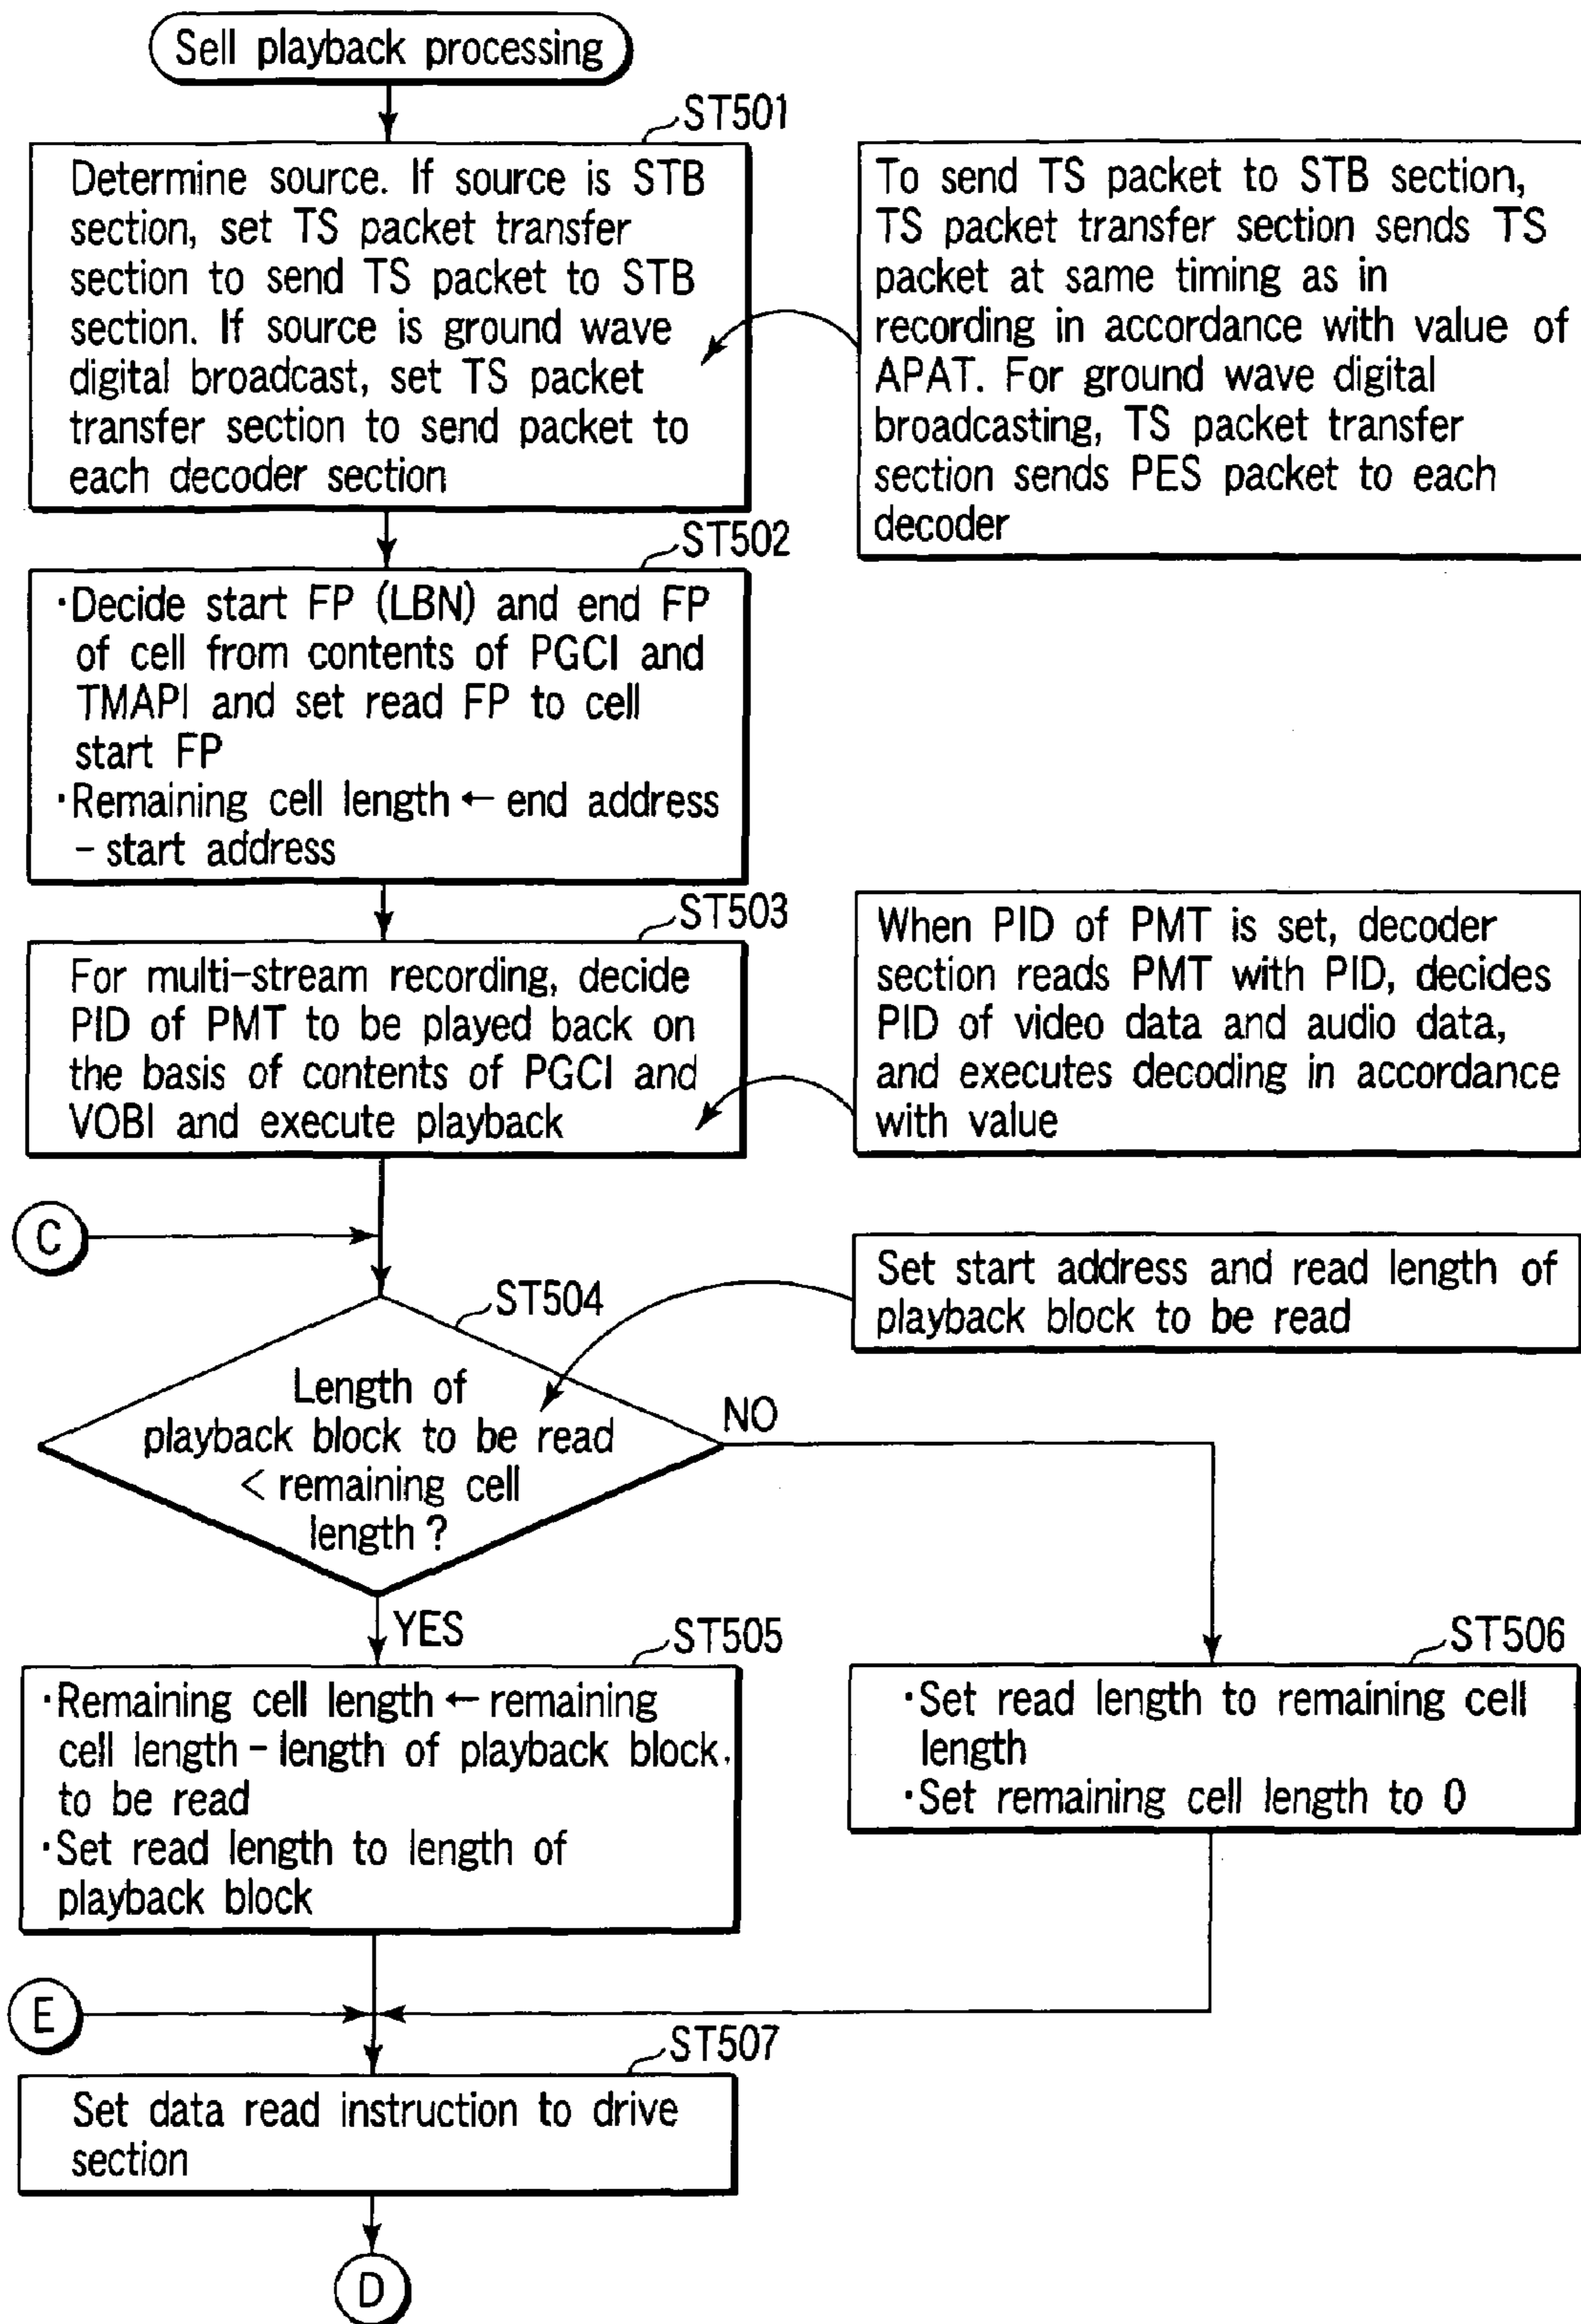 Sell playback processing
ST501
Determine source. If source is STB
section, set TS packet transfer
section to send TS packet to STB
section. If source is ground wave
digital broadcast, set TS packet
transfer section to send packet to
each decoder section
To send TS packet to STB section,
TS packet transfer section sends TS
packet at same timing as in
recording in accordance with value of
APAT. For ground wave digital
broadcasting, TS packet transfer
section sends PES packet to each
decoder
ST502
·Decide start FP (LBN) and end FP
of cell from contents of PGCI and
TMAPI and set read FP to cell
start FP
·Remaining cell length ← end address
– start address
ST503
For multi-stream recording, decide
PID of PMT to be played back on
the basis of contents of PGCI and
VOBI and execute playback
When PID of PMT is set, decoder
section reads PMT with PID, decides
PID of video data and audio data,
and executes decoding in accordance
with value
C
Set start address and read length of
playback block to be read
ST504
Length of
playback block to be read
< remaining cell
length ?
NO
YES
ST505
·Remaining cell length ← remaining
cell length – length of playback block
to be read
·Set read length to length of
playback block
ST506
·Set read length to remaining cell
length
·Set remaining cell length to 0
E
ST507
Set data read instruction to drive
section
D